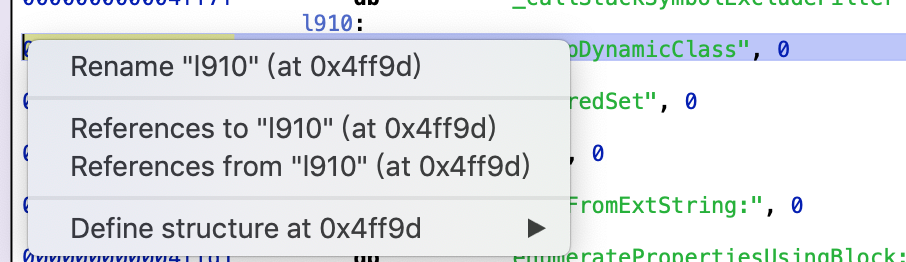 l910:
DynamicClass", 0
Rename "l910" (at 0x4ff9d)
redSet", 0
References to "l910" (at 0x4ff9d)
References from "l910" (at 0x4ff9d)
, 0
FromExtString:", 0
Define structure at 0x4ff9d